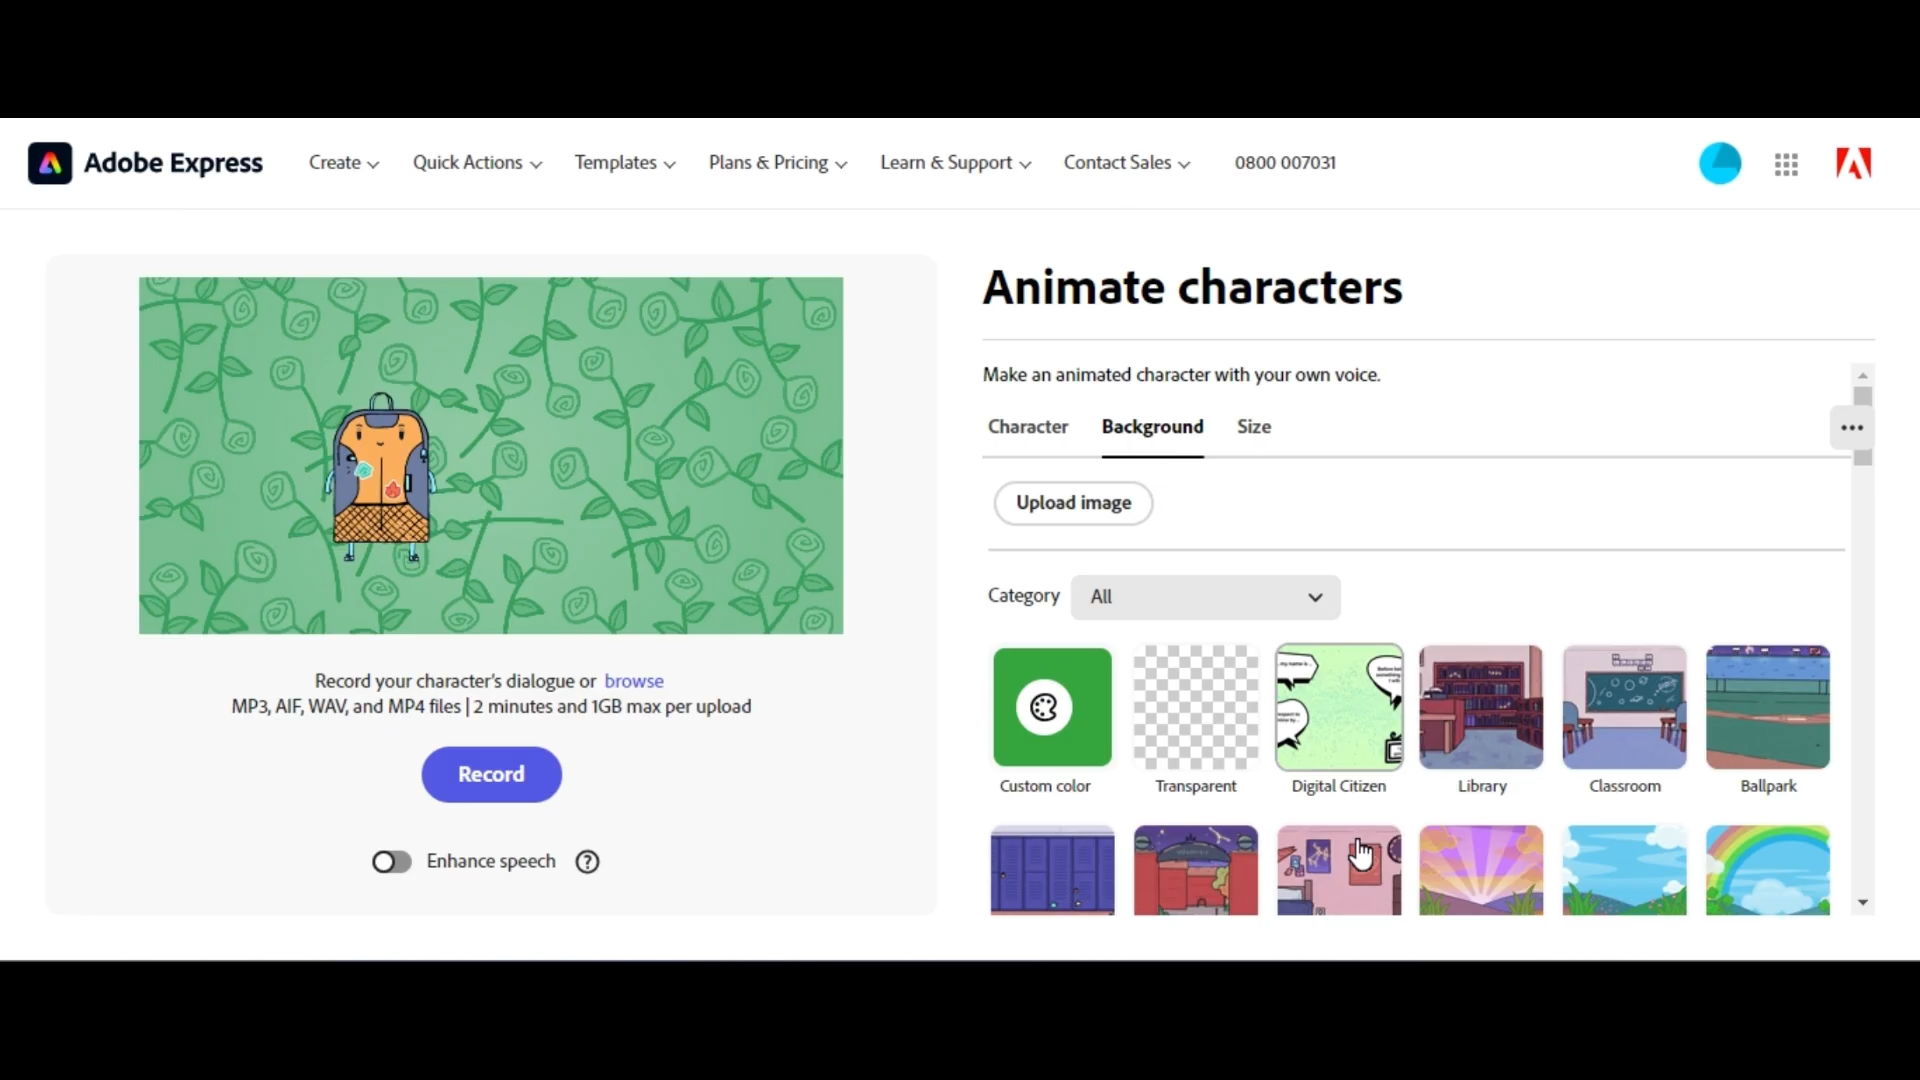 Adobe Express
Create
Quick Actions
Templates
Plans & Pricing
Learn & Support
Contact Sales
0800 007031
Animate characters
Make an animated character with your own voice.
Character
Background
Size
Upload image
Category
All
Custom color
Transparent
Digital Citizen
Library
Classroom
Ballpark
Record your character's dialogue or browse
MP3, AIF, WAV, and MP4 files | 2 minutes and 1GB max per upload
Record
Enhance speech